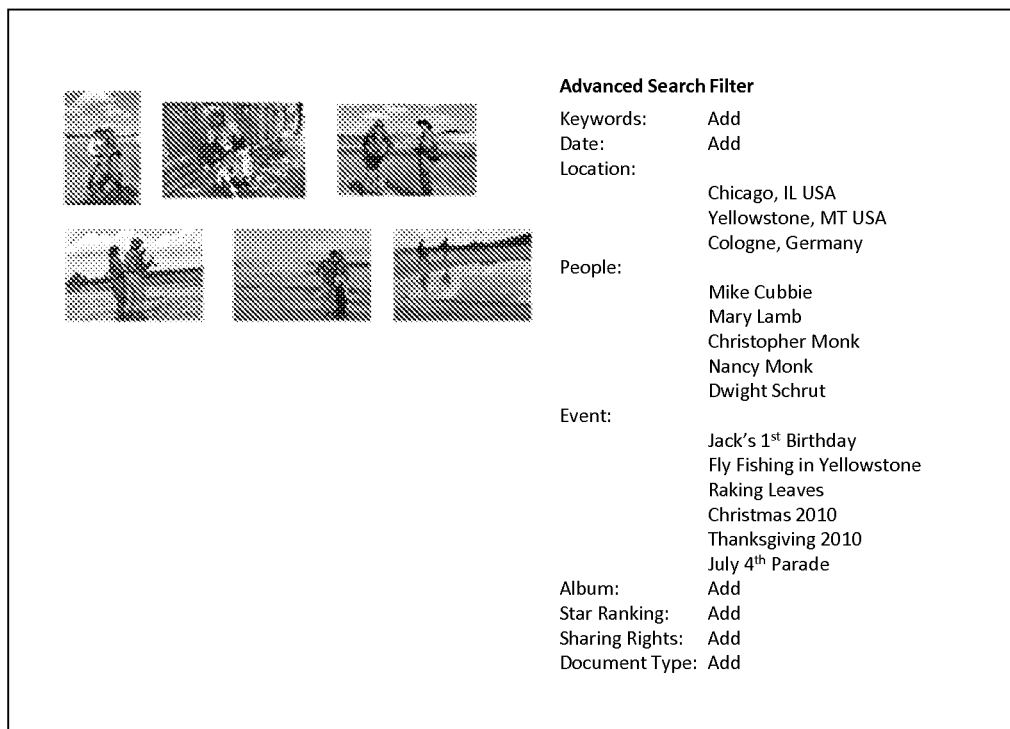 Advanced Search Filter
Keywords: Add
Date: Add
Location:
Chicago, IL USA
Yellowstone, MT USA
Cologne, Germany
People:
Mike Cubbie
Mary Lamb
Christopher Monk
Nancy Monk
Dwight Schrut
Event:
Jack's 1st Birthday
Fly Fishing in Yellowstone
Raking Leaves
Christmas 2010
Thanksgiving 2010
July 4th Parade
Album: Add
Star Ranking: Add
Sharing Rights: Add
Document Type: Add